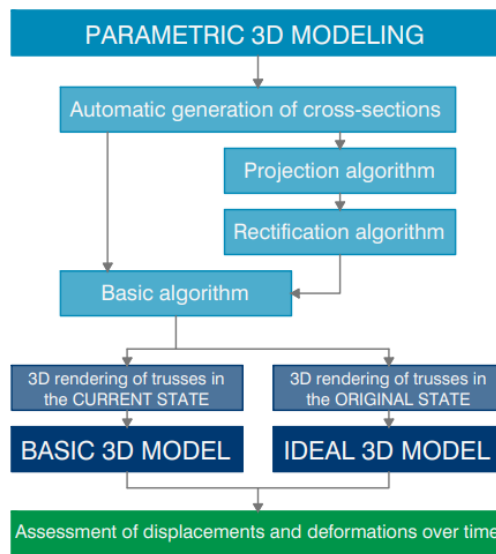 PARAMETRIC 3D MODELING
Automatic generation of cross-sections
Projection algorithm
Rectification algorithm
Basic algorithm
3D rendering of trusses in
the CURRENT STATE
3D rendering of trusses in
the ORIGINAL STATE
BASIC 3D MODEL
IDEAL 3D MODEL
Assessment of displacements and deformations over time